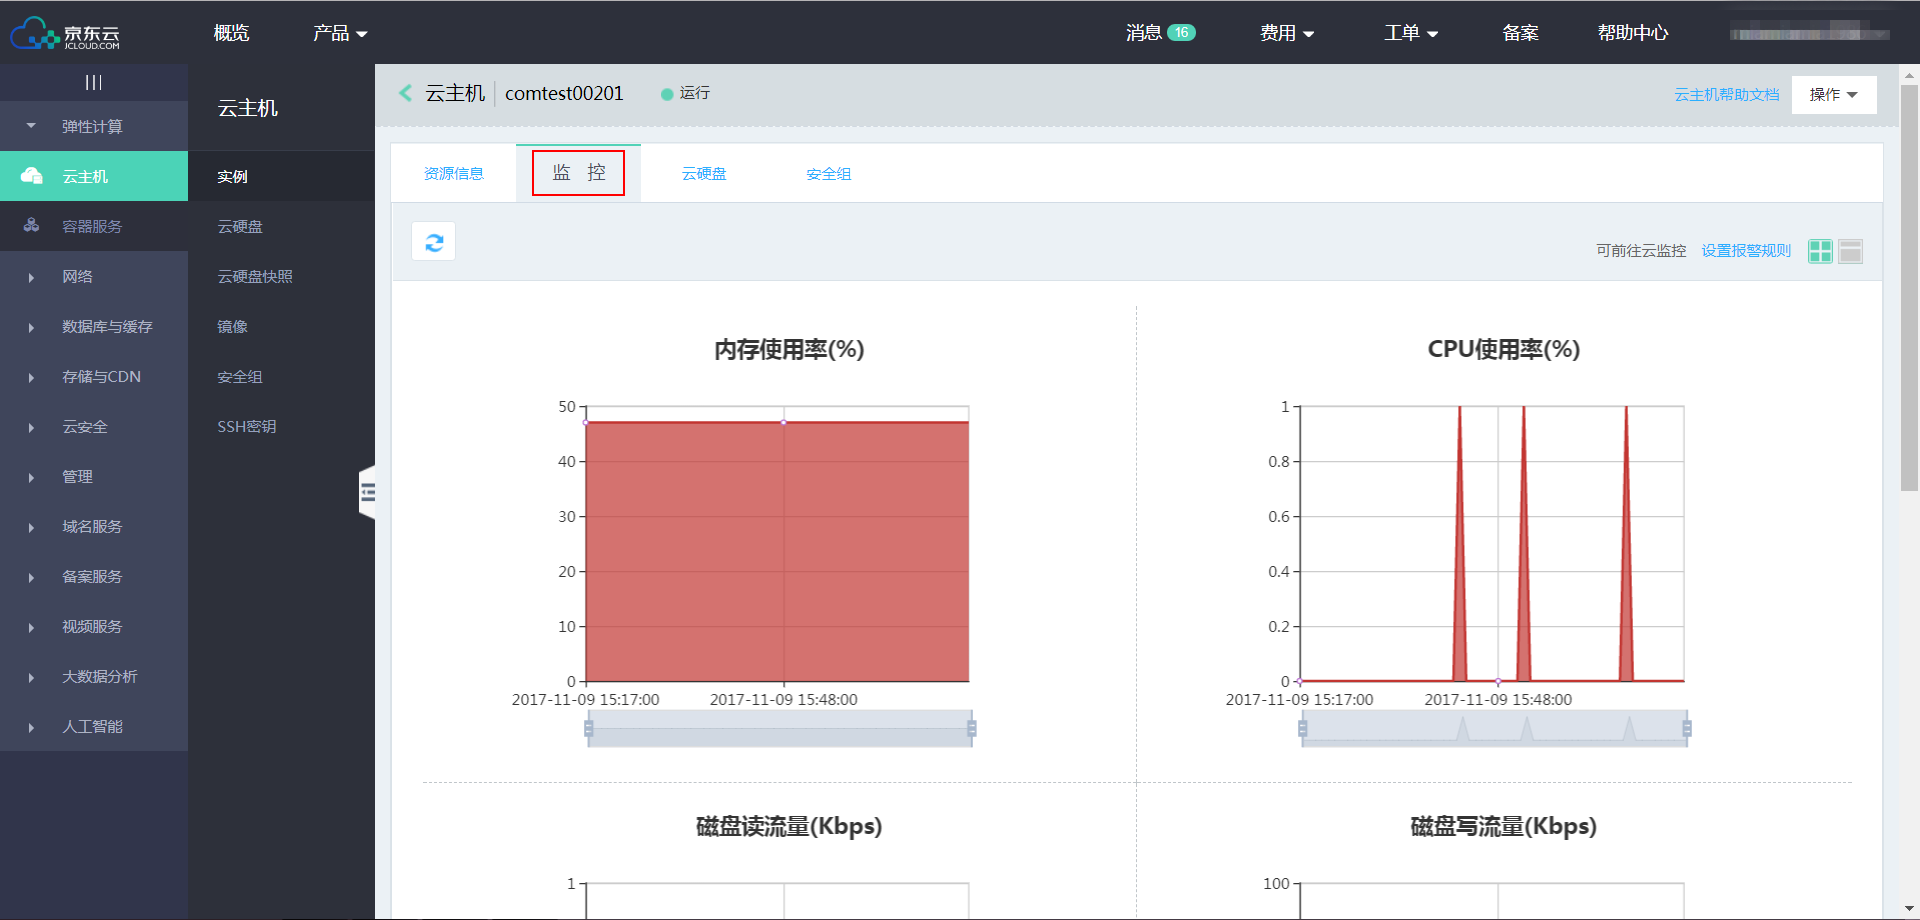 京东云
JCLOUD.COM
概览
产品
消息 16
费用
工单
备案
帮助中心
弹性计算
云主机
容器服务
网络
数据库与缓存
存储与CDN
云安全
管理
域名服务
备案服务
视频服务
大数据分析
人工智能
云主机
实例
云硬盘
云硬盘快照
镜像
安全组
SSH密钥
云主机 comtest00201 运行
云主机帮助文档
操作
资源信息
监 控
云硬盘
安全组
可前往云监控 设置报警规则
内存使用率(%)
50
40
30
20
10
0
2017-11-09 15:17:00
2017-11-09 15:48:00
CPU使用率(%)
1
0.8
0.6
0.4
0.2
0
2017-11-09 15:17:00
2017-11-09 15:48:00
磁盘读流量(Kbps)
1
磁盘写流量(Kbps)
100